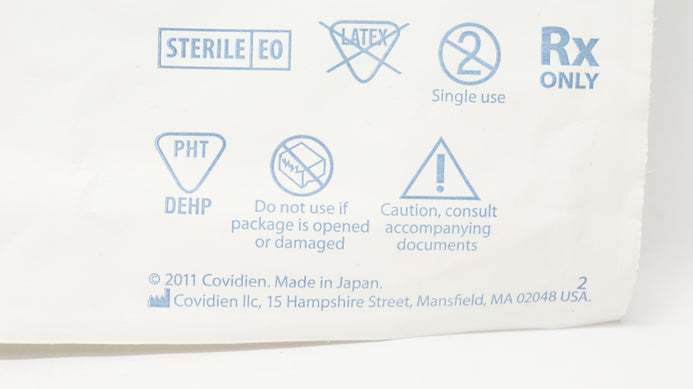 STERILE EO
LATEX
2
Single use
Rx
ONLY
PHT
DEHP
Do not use if
package is opened
or damaged
Caution, consult
accompanying
documents
© 2011 Covidien. Made in Japan.
2
Covidien llc, 15 Hampshire Street, Mansfield, MA 02048 USA.